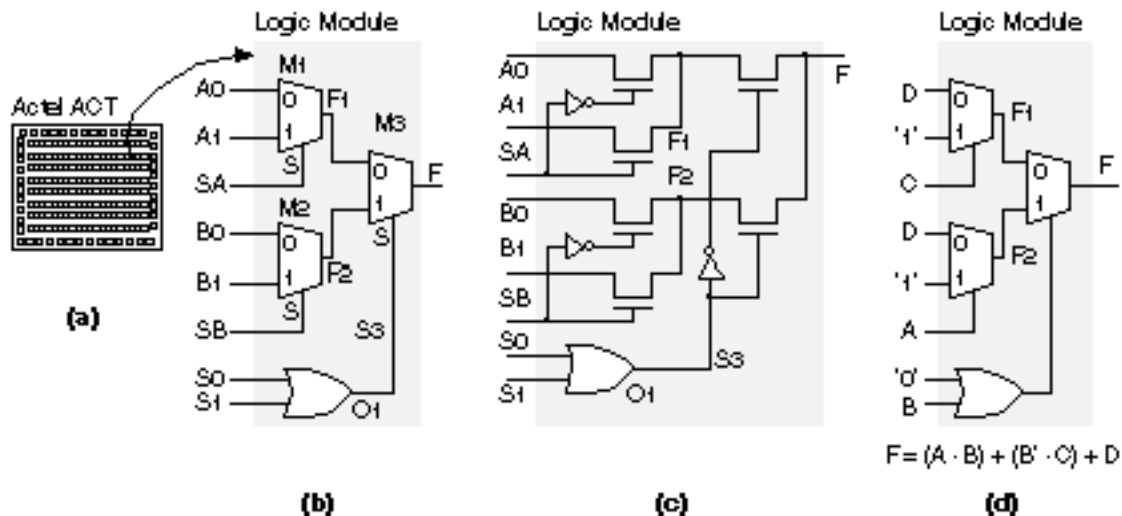 Actel ACT
(a)
Logic Module
M1
A0
0
F1
A1
1
M3
S
SA
0
F
M2
1
B0
0
S
B1
1
F2
S
SB
S3
S0
S1
O1
(b)
Logic Module
A0
F
A1
F1
SA
F2
B0
B1
SB
S0
S3
S1
O1
(c)
Logic Module
D
0
F1
'1'
1
F
0
C
1
D
0
F2
'1'
1
A
'0'
B
F = (A · B) + (B' · C) + D
(d)